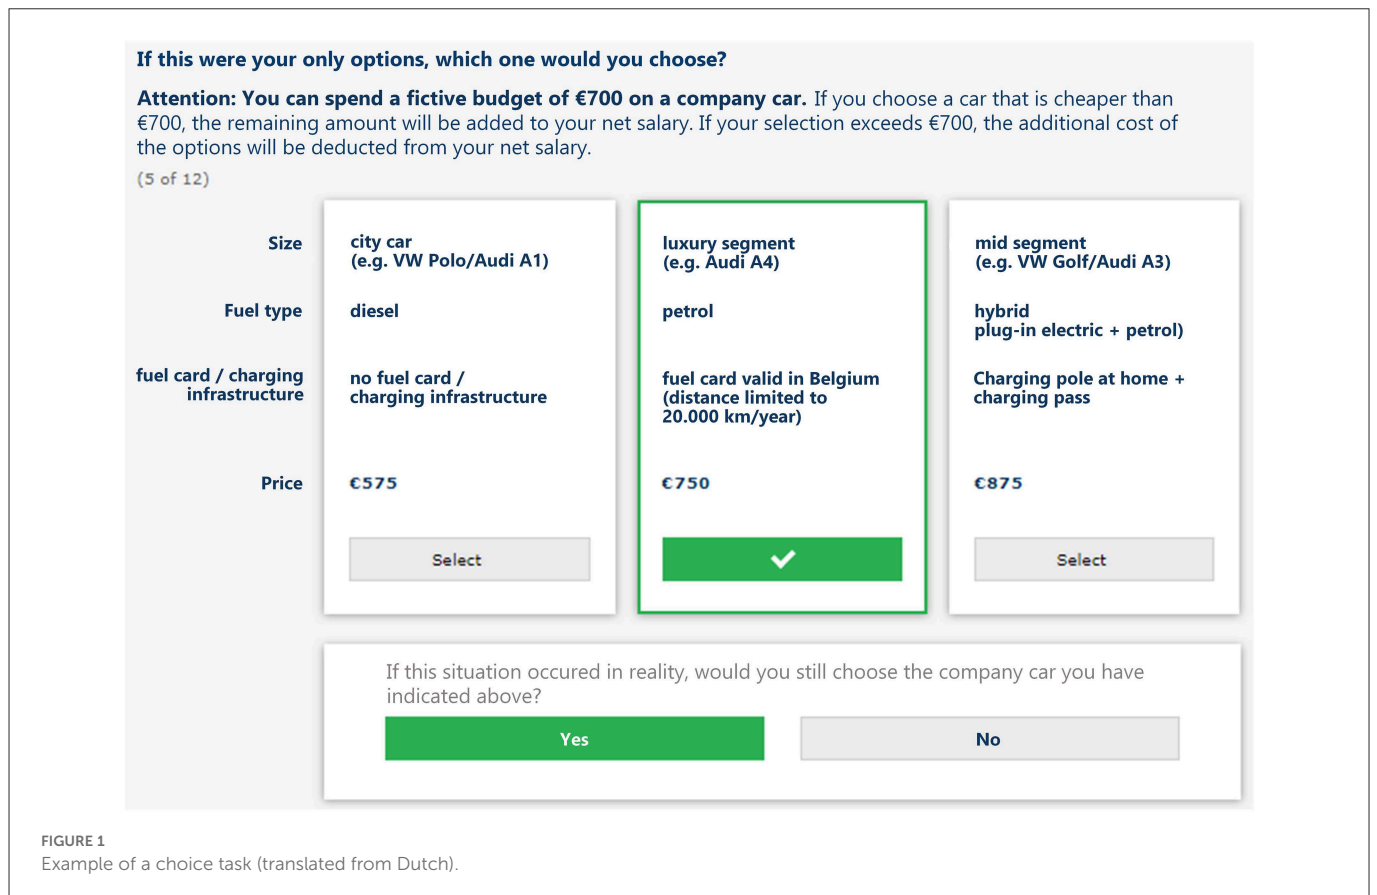 If this were your only options, which one would you choose?
Attention: You can spend a fictive budget of €700 on a company car. If you choose a car that is cheaper than
€700, the remaining amount will be added to your net salary. If your selection exceeds €700, the additional cost of
the options will be deducted from your net salary.
(5 of 12)
Size
city car
(e.g. VW Polo/Audi A1)
luxury segment
(e.g. Audi A4)
mid segment
(e.g. VW Golf/Audi A3)
Fuel type
diesel
petrol
hybrid
plug-in electric + petrol)
fuel card / charging
infrastructure
no fuel card /
charging infrastructure
fuel card valid in Belgium
(distance limited to
20.000 km/year)
Charging pole at home +
charging pass
Price
€575
€750
€875
Select
Select
If this situation occured in reality, would you still choose the company car you have
indicated above?
Yes
No
FIGURE 1
Example of a choice task (translated from Dutch).